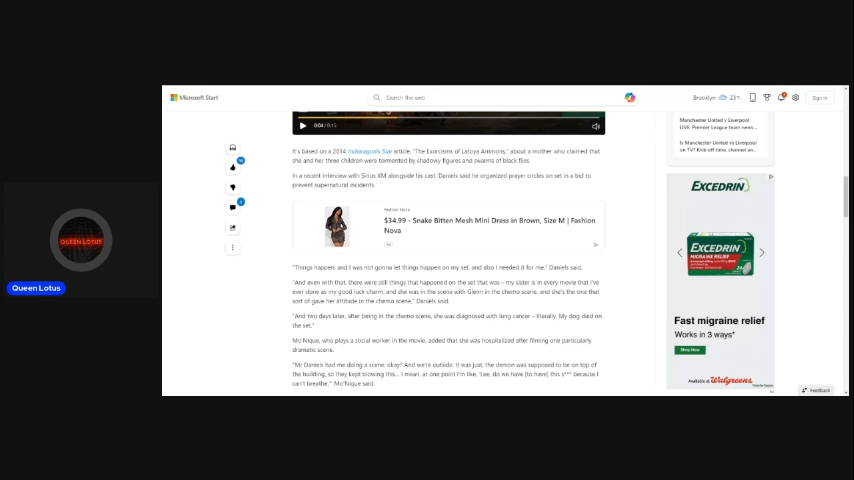 Microsoft Start
Search the web
Brooklyn
23°F
Sign in
0:04 / 0:15
Manchester United v Liverpool
LIVE: Premier League team news...
Is Manchester United vs Liverpool
on TV? Kick-off time, channel an...
It's based on a 2014 Indianapolis Star article, "The Exorcisms of Latoya Ammons," about a mother who claimed that
she and her three children were tormented by shadowy figures and swarms of black flies.
In a recent interview with Sirius XM alongside his cast, Daniels said he organized prayer circles on set in a bid to
prevent supernatural incidents.
Fashion Nova
$34.99 - Snake Bitten Mesh Mini Dress in Brown, Size M | Fashion
Nova
Ad
"Things happen, and I was not gonna let things happen on my set, and also I needed it for me," Daniels said.
"And even with that, there were still things that happened on the set that was – my sister is in every movie that I've
ever done as my good luck charm, and she was in the scene with Glenn in the chemo scene, and she's the one that
sort of gave her attitude in the chemo scene," Daniels said.
"And two days later, after being in the chemo scene, she was diagnosed with lung cancer – literally. My dog died on
the set."
Mo'Nique, who plays a social worker in the movie, added that she was hospitalized after filming one particularly
dramatic scene.
"Mr Daniels had me doing a scene, okay? And we're outside. It was just, the demon was supposed to be on top of
the building, so they kept blowing this... I mean, at one point I'm like, 'Lee, do we have [to have] this s*** because I
can't breathe,'" Mo'Nique said.
EXCEDRIN
EXCEDRIN
MIGRAINE RELIEF
24
Fast migraine relief
Works in 3 ways*
Shop Now
Available at Walgreens
Feedback
QUEEN LOTUS
Queen Lotus